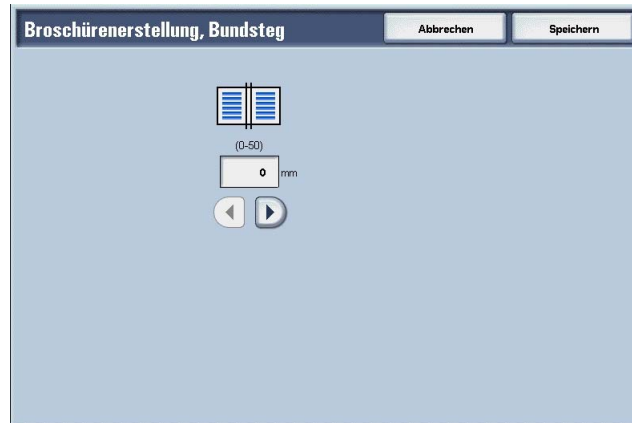 Broschürenerstellung, Bundsteg
Abbrechen
Speichern
(0-50)
0 mm